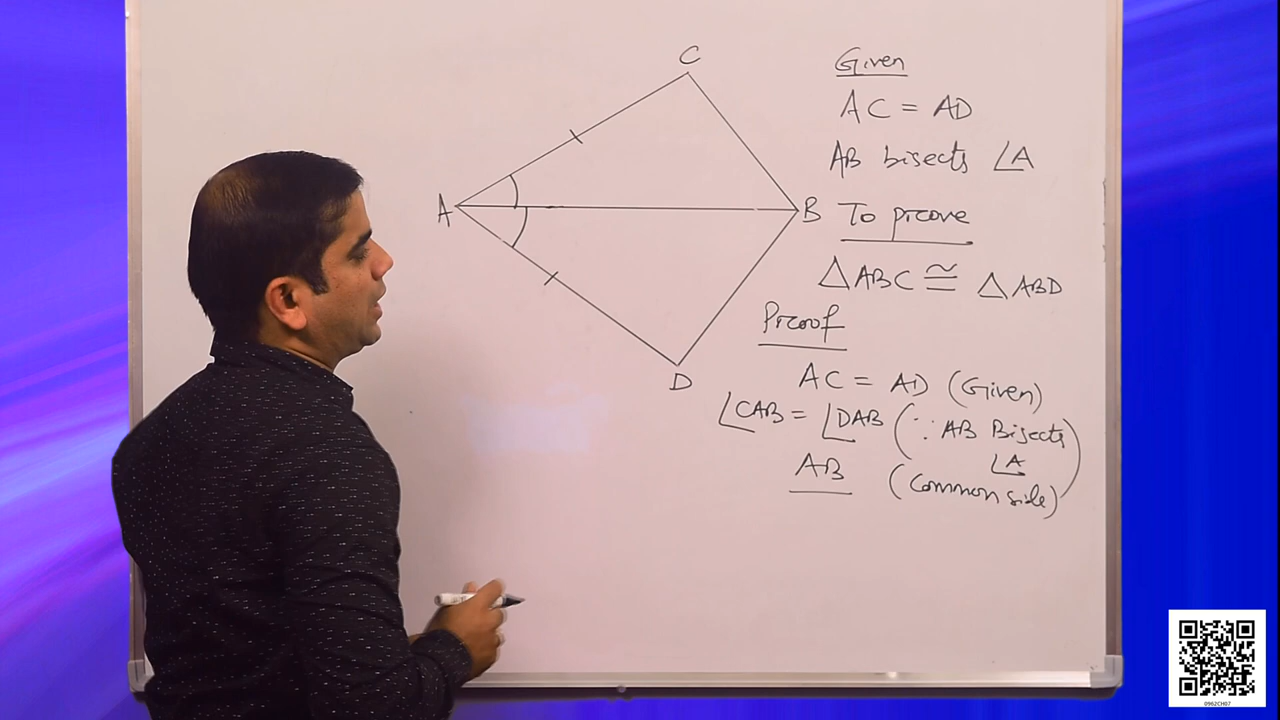 C
A
B
D
Given
AC = AD
AB bisects ∠A
To prove
△ABC ≅ △ABD
Proof
AC = AD (Given)
∠CAB = ∠DAB (∵ AB Bisects
∠A)
AB (Common side)
0962CH07